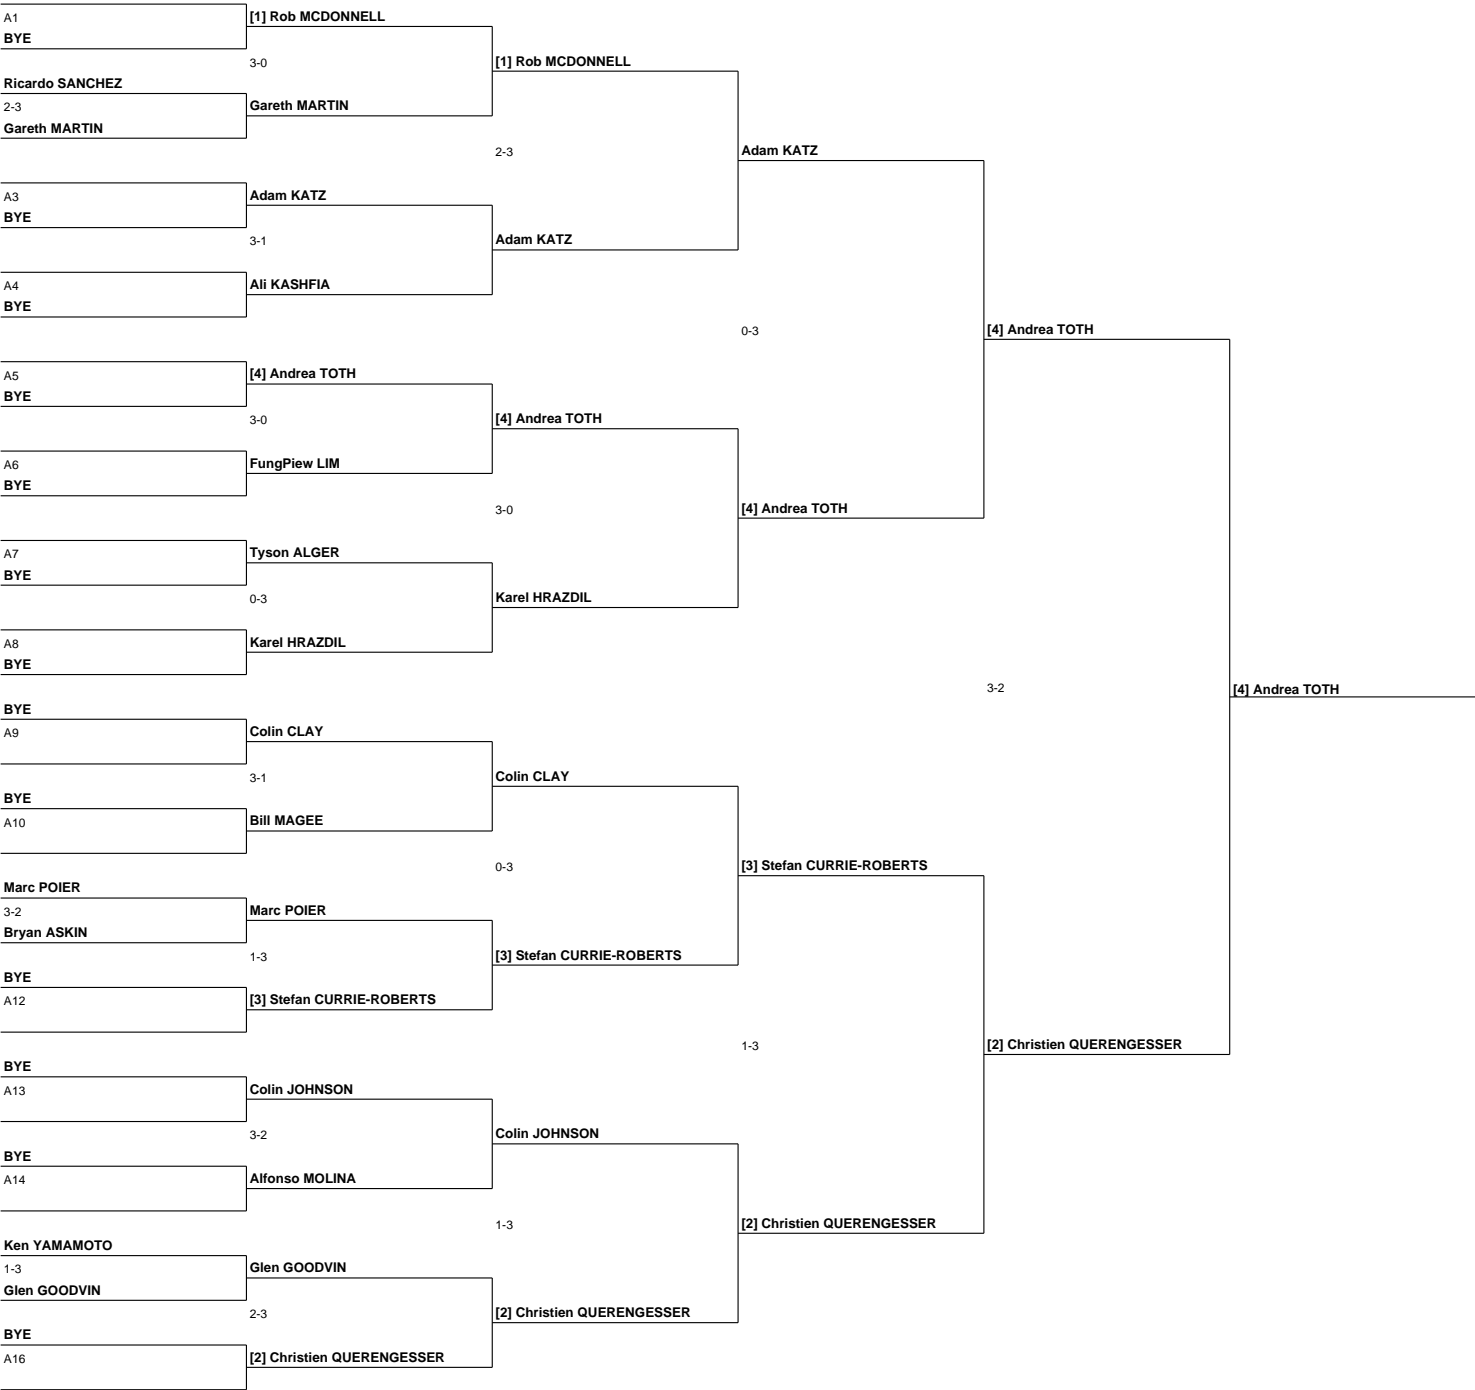 A1
BYE
[1] Rob MCDONNELL
3-0
[1] Rob MCDONNELL
Ricardo SANCHEZ
2-3
Gareth MARTIN
Gareth MARTIN
2-3
Adam KATZ
A3
BYE
Adam KATZ
3-1
Adam KATZ
A4
BYE
Ali KASHFIA
0-3
[4] Andrea TOTH
A5
BYE
[4] Andrea TOTH
3-0
[4] Andrea TOTH
A6
BYE
FungPiew LIM
3-0
[4] Andrea TOTH
A7
BYE
Tyson ALGER
0-3
Karel HRAZDIL
A8
BYE
Karel HRAZDIL
3-2
[4] Andrea TOTH
BYE
A9
Colin CLAY
3-1
Colin CLAY
BYE
A10
Bill MAGEE
0-3
[3] Stefan CURRIE-ROBERTS
Marc POIER
3-2
Bryan ASKIN
Marc POIER
1-3
[3] Stefan CURRIE-ROBERTS
BYE
A12
[3] Stefan CURRIE-ROBERTS
1-3
[2] Christien QUERENGESSER
BYE
A13
Colin JOHNSON
3-2
Colin JOHNSON
BYE
A14
Alfonso MOLINA
1-3
[2] Christien QUERENGESSER
Ken YAMAMOTO
1-3
Glen GOODVIN
Glen GOODVIN
2-3
[2] Christien QUERENGESSER
BYE
A16
[2] Christien QUERENGESSER